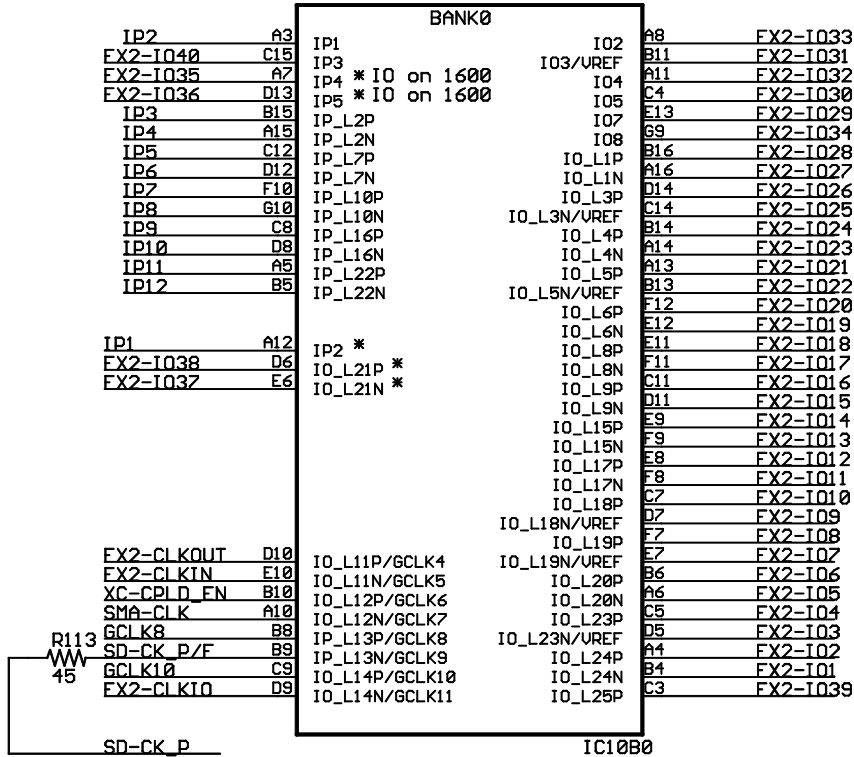 BANK0
IP2 A3 IP1 IO2 A8 FX2-IO33
FX2-IO40 C15 IP3 IO3/VREF B11 FX2-IO31
FX2-IO35 A7 IP4 * IO on 1600 IO4 A11 FX2-IO32
FX2-IO36 D13 IP5 * IO on 1600 IO5 C4 FX2-IO30
IP3 B15 IP_L2P IO7 E13 FX2-IO29
IP4 A15 IP_L2N IO8 G9 FX2-IO34
IP5 C12 IP_L7P IO_L1P B16 FX2-IO28
IP6 D12 IP_L7N IO_L1N A16 FX2-IO27
IP7 F10 IP_L10P IO_L3P D14 FX2-IO26
IP8 G10 IP_L10N IO_L3N/VREF C14 FX2-IO25
IP9 C8 IP_L16P IO_L4P B14 FX2-IO24
IP10 D8 IP_L16N IO_L4N A14 FX2-IO23
IP11 A5 IP_L22P IO_L5P A13 FX2-IO21
IP12 B5 IP_L22N IO_L5N/VREF B13 FX2-IO22
IO_L6P F12 FX2-IO20
IO_L6N E12 FX2-IO19
IP1 A12 IP2 * IO_L8P E11 FX2-IO18
FX2-IO38 D6 IO_L21P * IO_L8N F11 FX2-IO17
FX2-IO37 E6 IO_L21N * IO_L9P C11 FX2-IO16
IO_L9N D11 FX2-IO15
IO_L15P E9 FX2-IO14
IO_L15N F9 FX2-IO13
IO_L17P E8 FX2-IO12
IO_L17N F8 FX2-IO11
IO_L18P C7 FX2-IO10
IO_L18N/VREF D7 FX2-IO9
IO_L19P F7 FX2-IO8
FX2-CLKOUT D10 IO_L11P/GCLK4 IO_L19N/VREF E7 FX2-IO7
FX2-CLKIN E10 IO_L11N/GCLK5 IO_L20P B6 FX2-IO6
XC-CPLD_EN B10 IO_L12P/GCLK6 IO_L20N A6 FX2-IO5
SMA-CLK A10 IO_L12N/GCLK7 IO_L23P C5 FX2-IO4
GCLK8 B8 IP_L13P/GCLK8 IO_L23N/VREF D5 FX2-IO3
R113 SD-CK_P/F B9 IP_L13N/GCLK9 IO_L24P A4 FX2-IO2
45 GCLK10 C9 IO_L14P/GCLK10 IO_L24N B4 FX2-IO1
FX2-CLKIO D9 IO_L14N/GCLK11 IO_L25P C3 FX2-IO39
SD-CK_P IC10B0